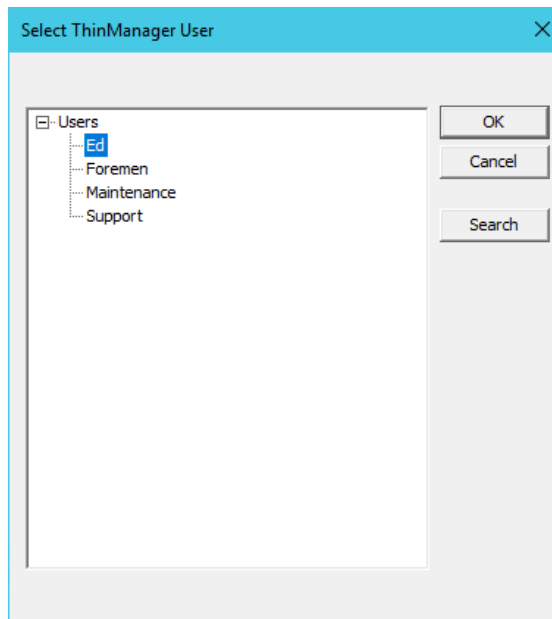 Select ThinManager User
Users
Ed
Foremen
Maintenance
Support
OK
Cancel
Search